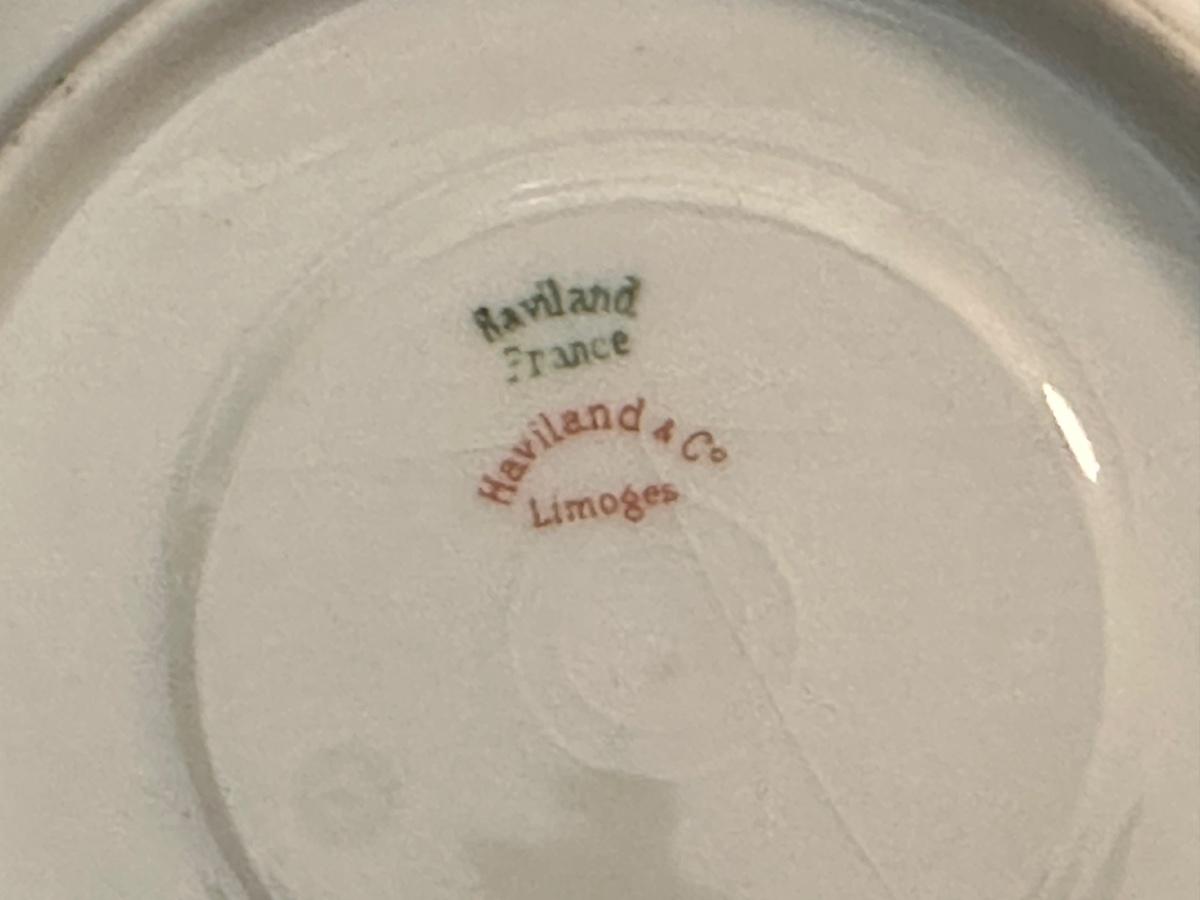 Haviland
France
Haviland & Co
Limoges